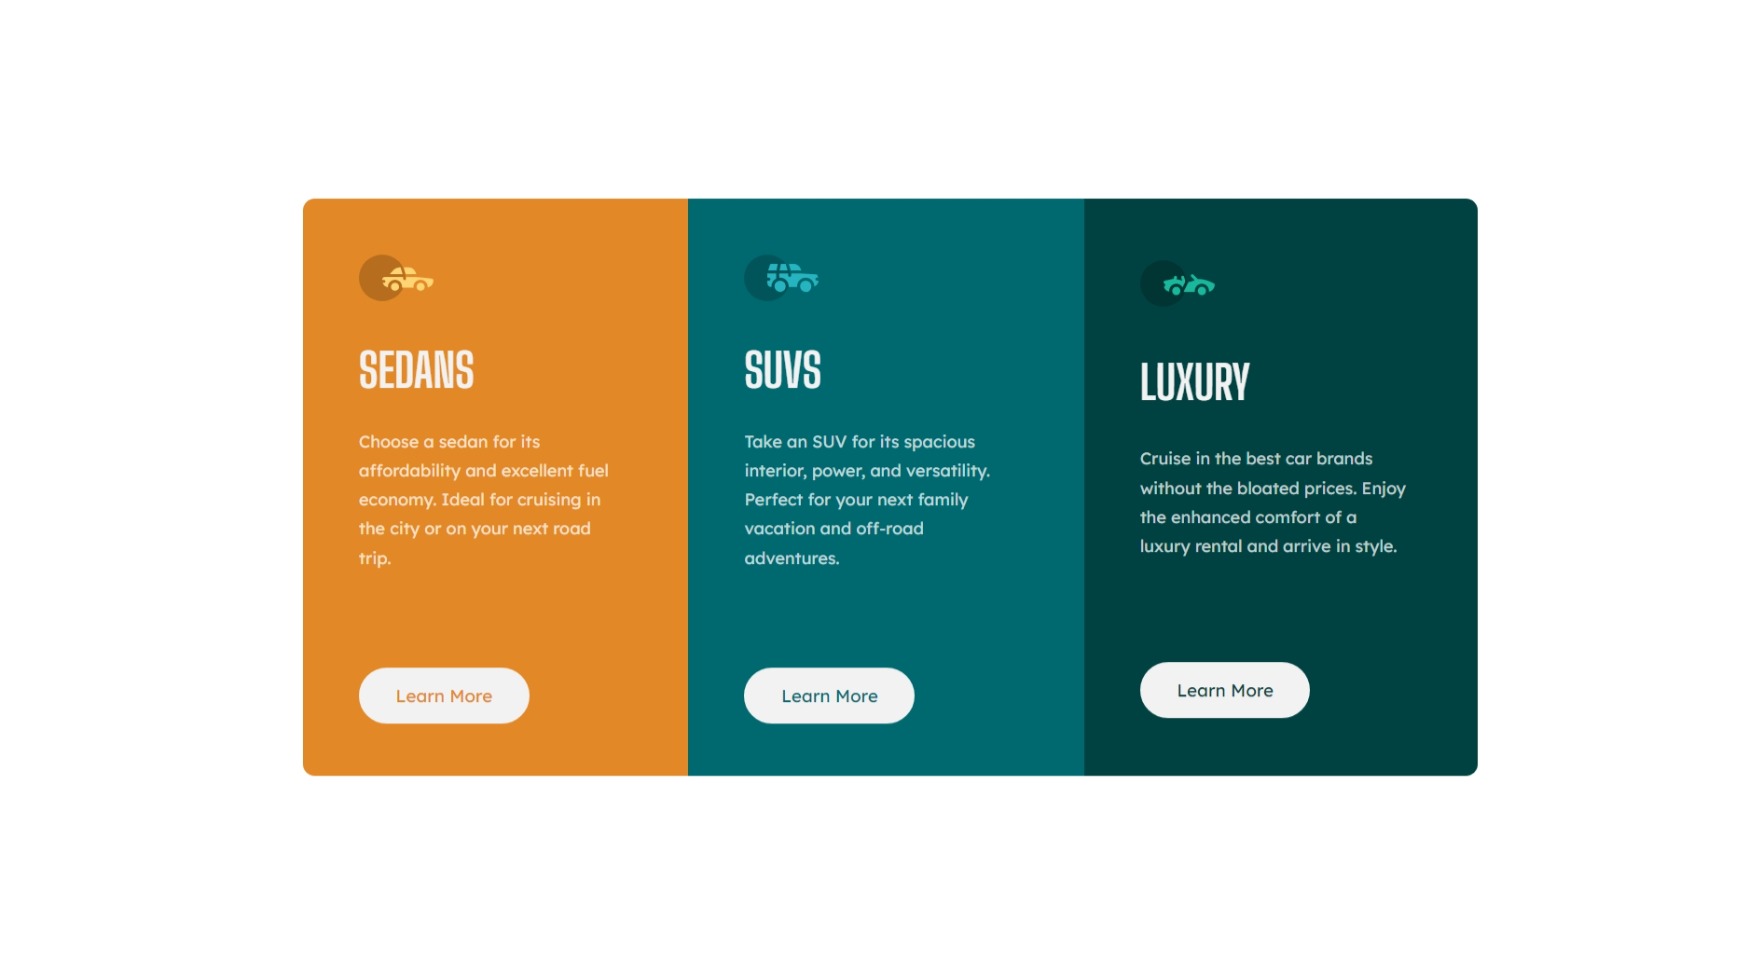 SEDANS
Choose a sedan for its
affordability and excellent fuel
economy. Ideal for cruising in
the city or on your next road
trip.
Learn More
SUVS
Take an SUV for its spacious
interior, power, and versatility.
Perfect for your next family
vacation and off-road
adventures.
Learn More
LUXURY
Cruise in the best car brands
without the bloated prices. Enjoy
the enhanced comfort of a
luxury rental and arrive in style.
Learn More